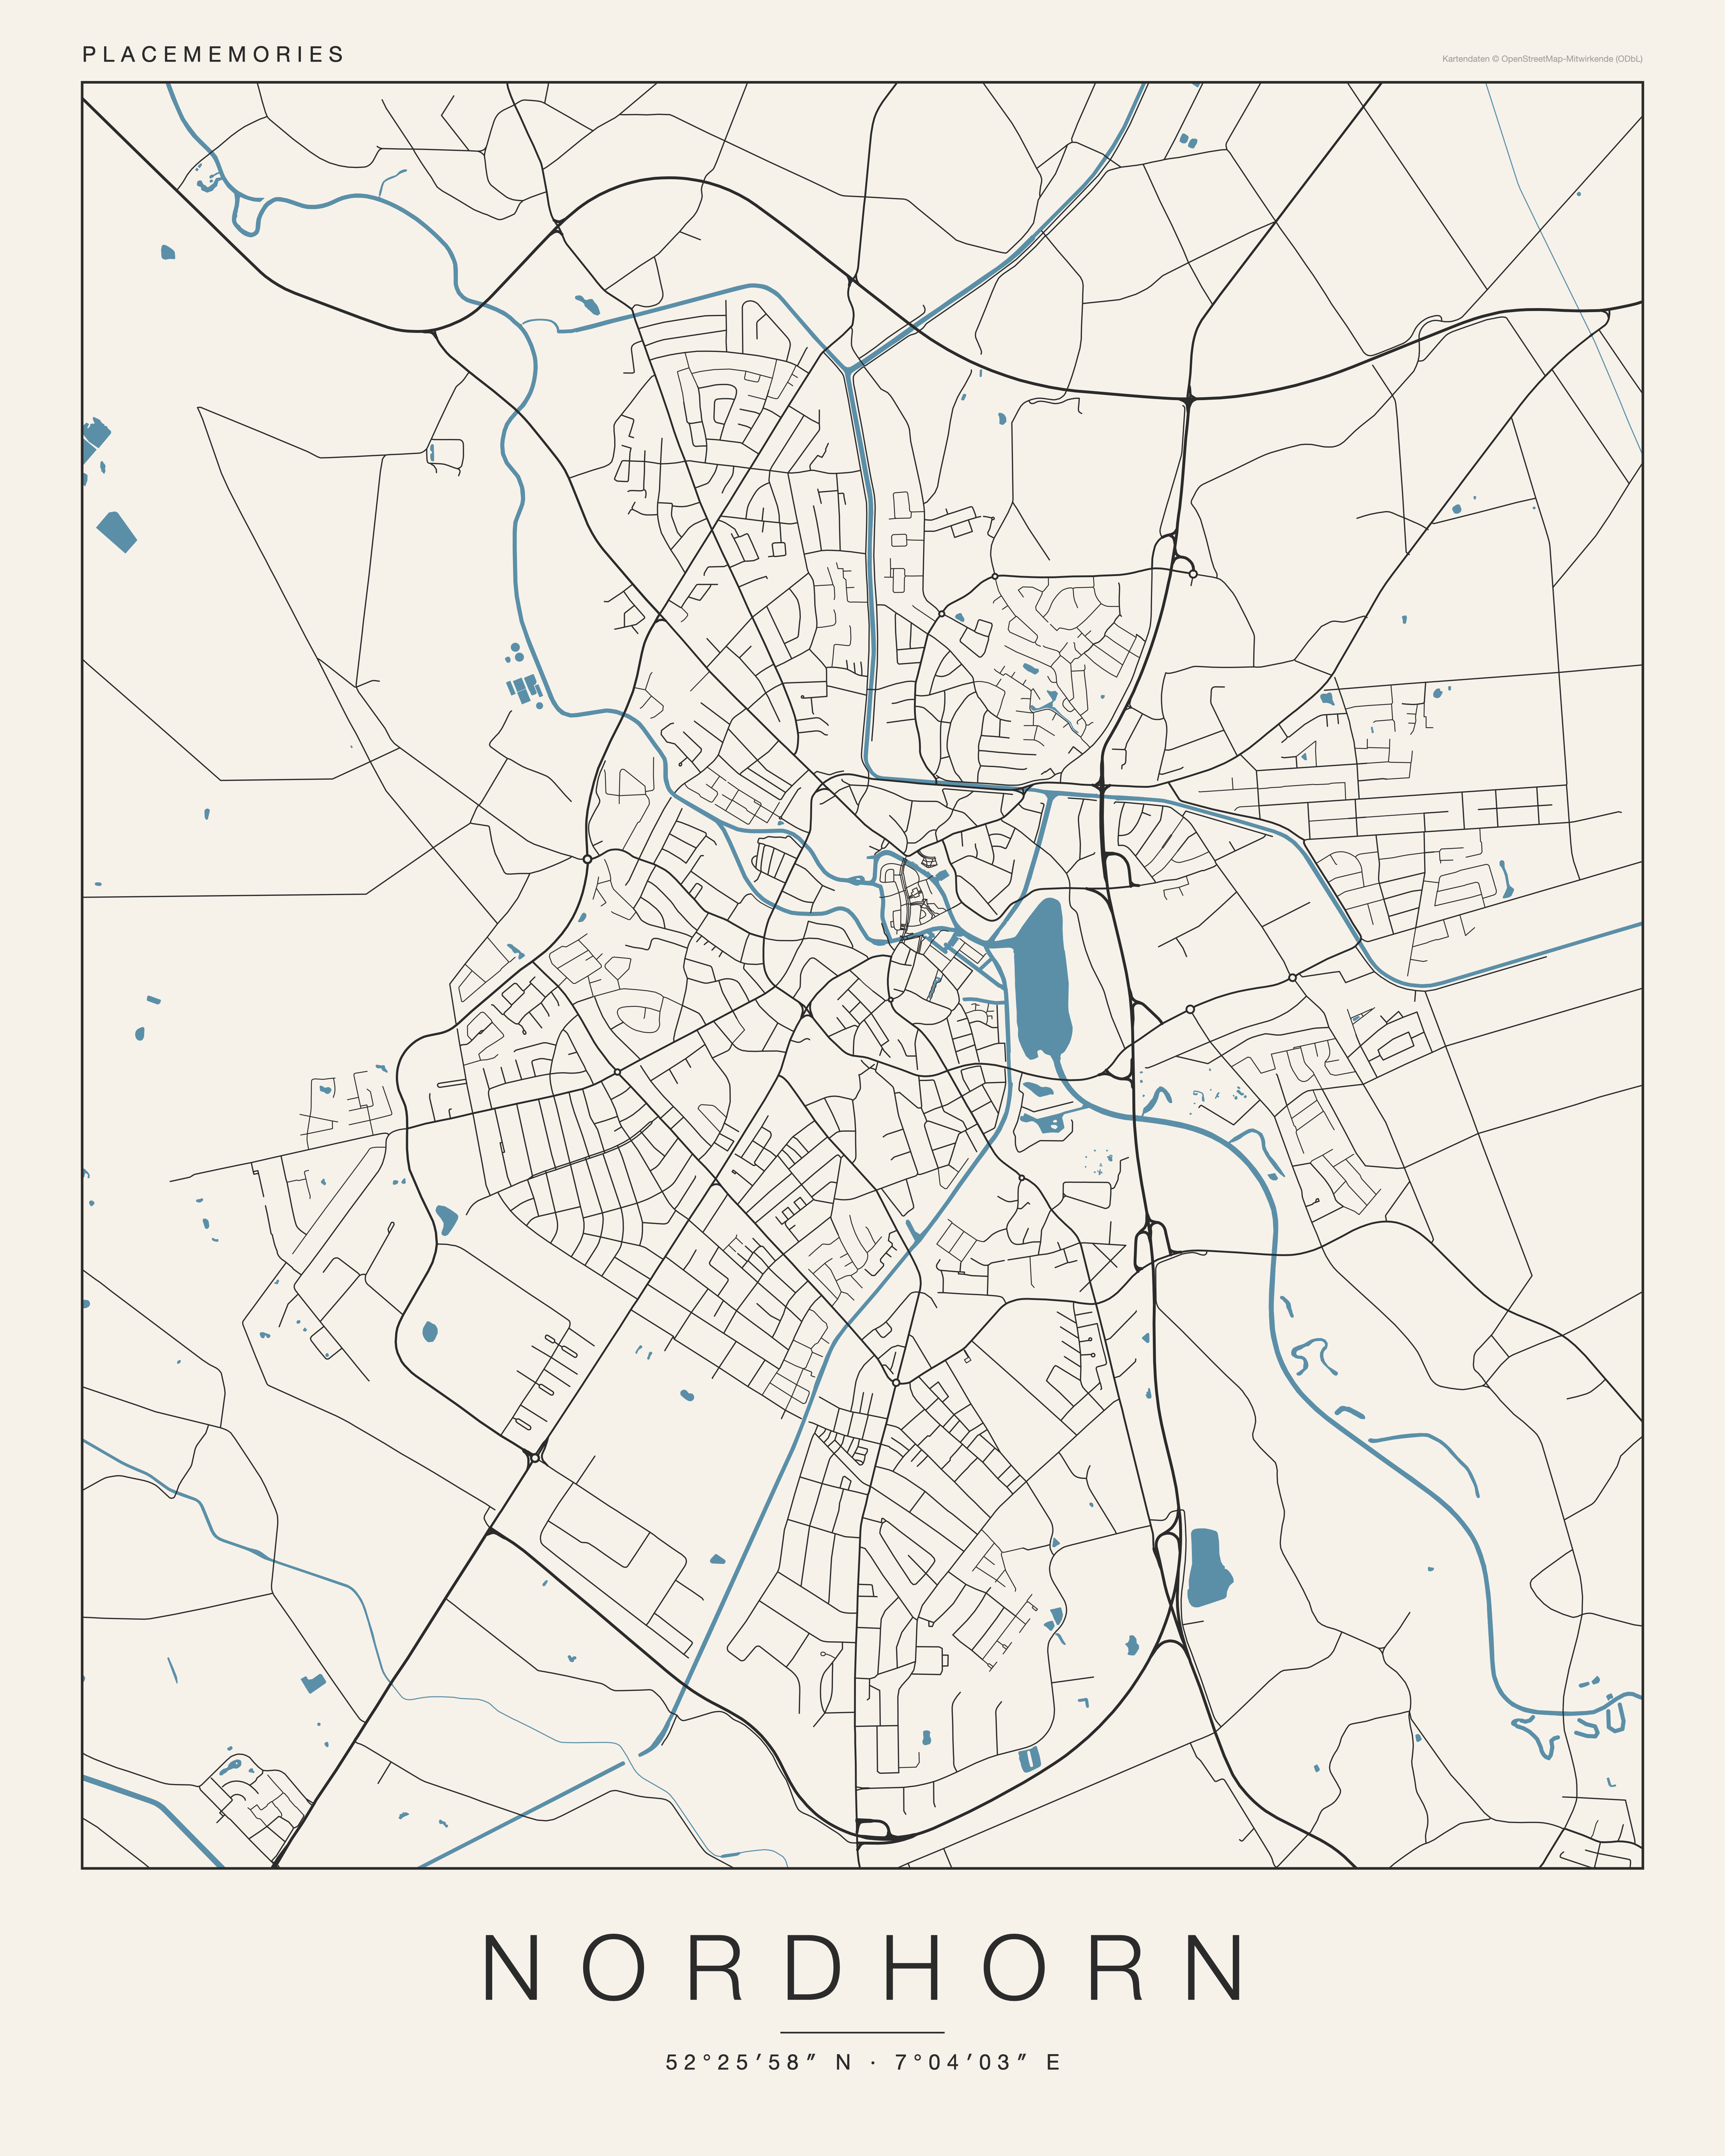 PLACEMEMORIES
Kartendaten © OpenStreetMap-Mitwirkende (ODbL)
NORDHORN
52°25′58″ N · 7°04′03″ E